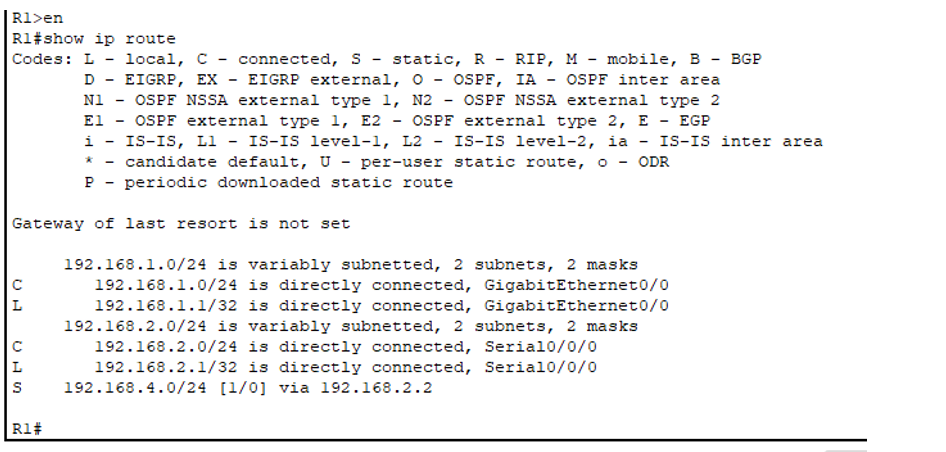 R1>en
R1#show ip route
Codes: L - local, C - connected, S - static, R - RIP, M - mobile, B - BGP
D - EIGRP, EX - EIGRP external, O - OSPF, IA - OSPF inter area
N1 - OSPF NSSA external type 1, N2 - OSPF NSSA external type 2
E1 - OSPF external type 1, E2 - OSPF external type 2, E - EGP
i - IS-IS, L1 - IS-IS level-1, L2 - IS-IS level-2, ia - IS-IS inter area
* - candidate default, U - per-user static route, o - ODR
P - periodic downloaded static route
Gateway of last resort is not set
192.168.1.0/24 is variably subnetted, 2 subnets, 2 masks
C 192.168.1.0/24 is directly connected, GigabitEthernet0/0
L 192.168.1.1/32 is directly connected, GigabitEthernet0/0
192.168.2.0/24 is variably subnetted, 2 subnets, 2 masks
C 192.168.2.0/24 is directly connected, Serial0/0/0
L 192.168.2.1/32 is directly connected, Serial0/0/0
S 192.168.4.0/24 [1/0] via 192.168.2.2
R1#